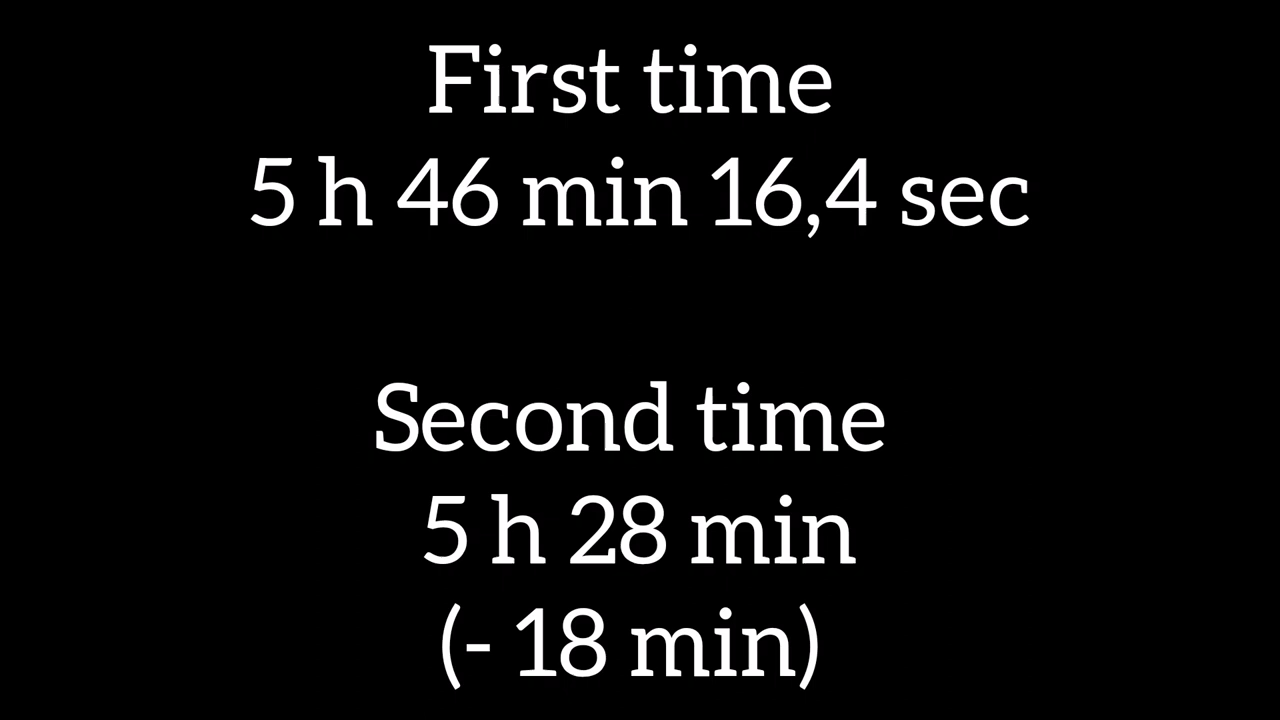 First time
5 h 46 min 16,4 sec
Second time
5 h 28 min
(- 18 min)